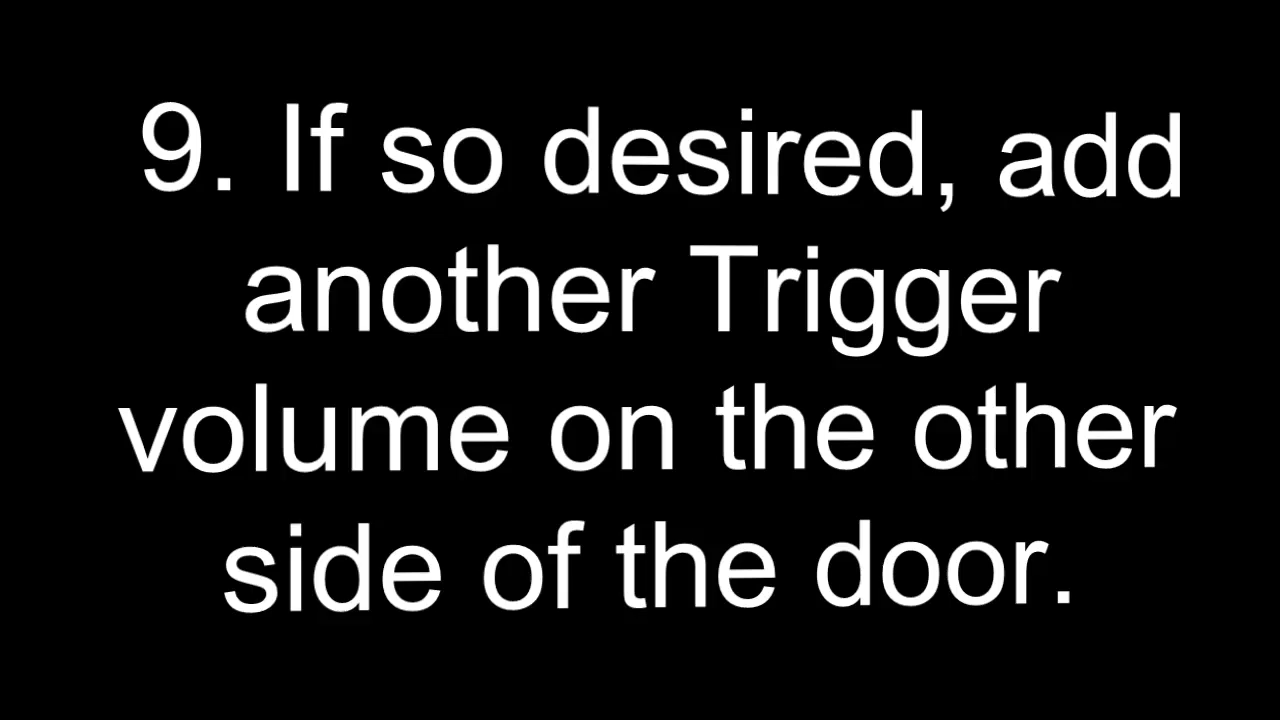 9. If so desired, add
another Trigger
volume on the other
side of the door.